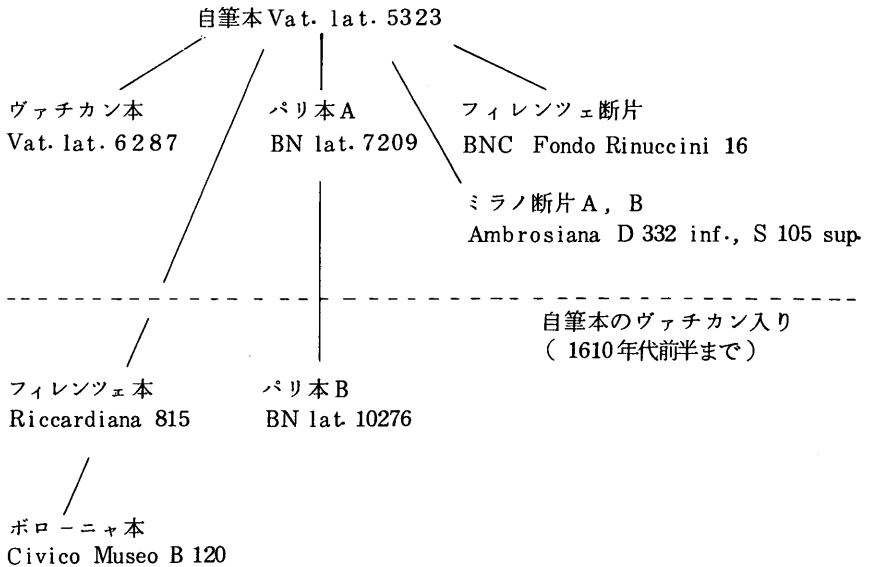 自筆本 Vat. lat. 5323
ヴァチカン本
Vat. lat. 6287
パリ本A
BN lat. 7209
フィレンツェ断片
BNC Fondo Rinuccini 16
ミラノ断片A, B
Ambrosiana D 332 inf., S 105 sup.
自筆本のヴァチカン入り
( 1610年代前半まで )
フィレンツェ本
Riccardiana 815
パリ本B
BN lat. 10276
ボローニャ本
Civico Museo B 120